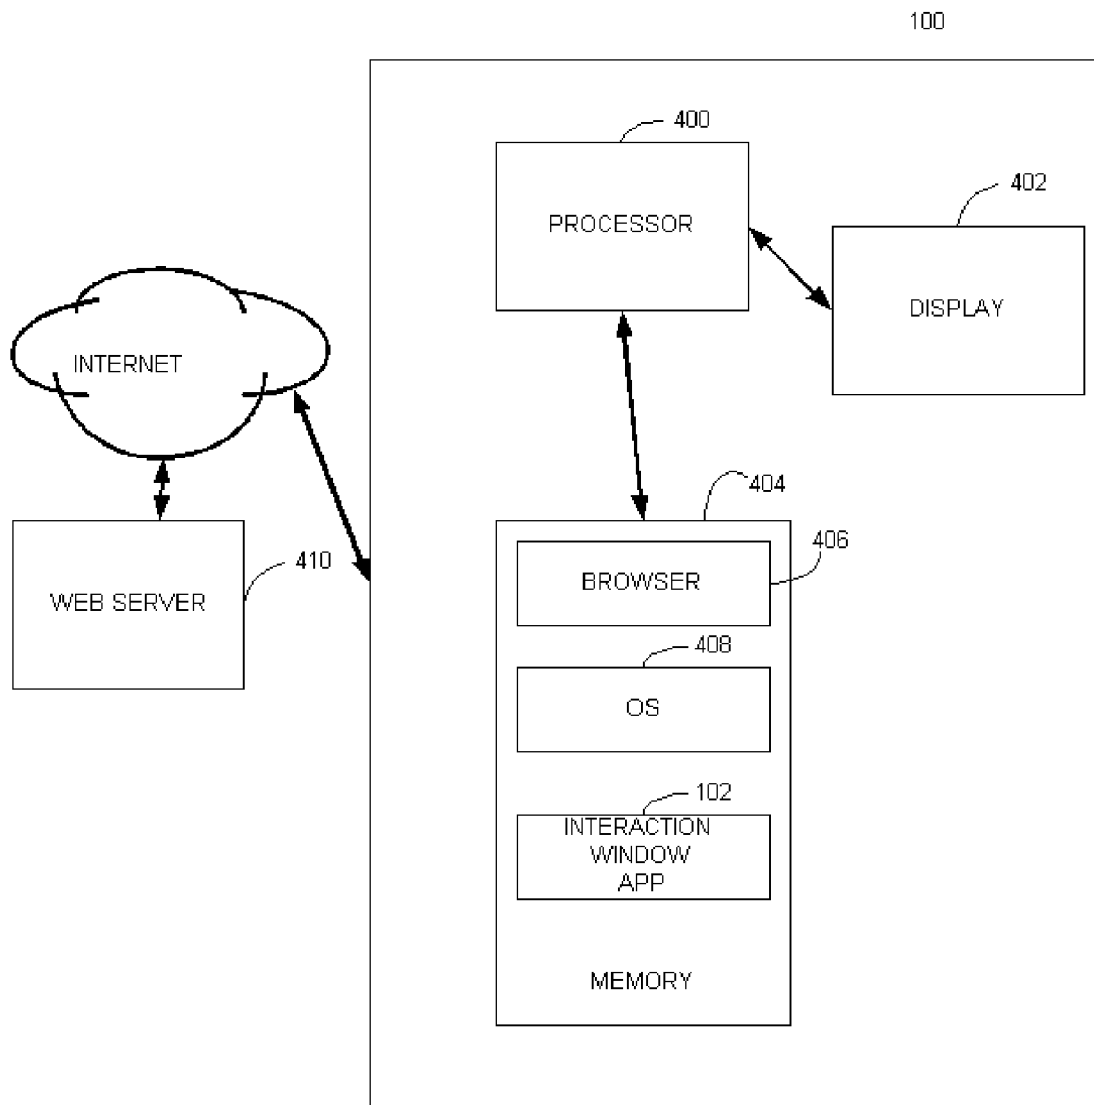 100
400
PROCESSOR
402
DISPLAY
INTERNET
404
406
BROWSER
410
WEB SERVER
408
OS
102
INTERACTION
WINDOW
APP
MEMORY